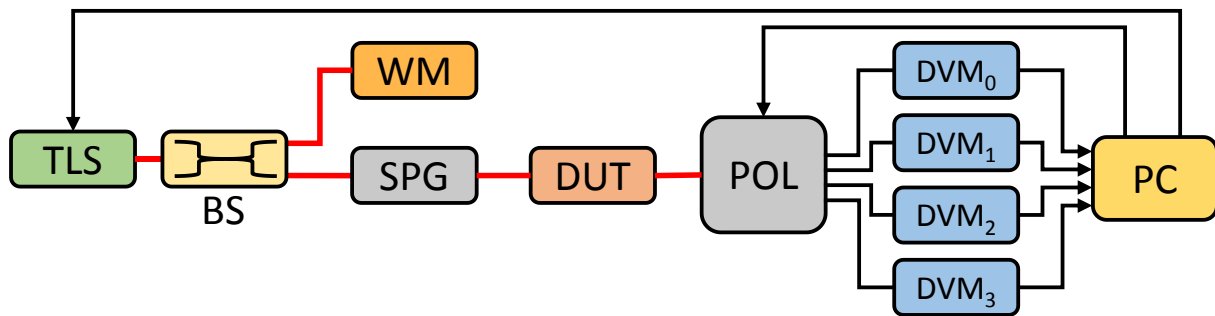 WM
TLS
BS
SPG
DUT
POL
DVM₀
DVM₁
DVM₂
DVM₃
PC